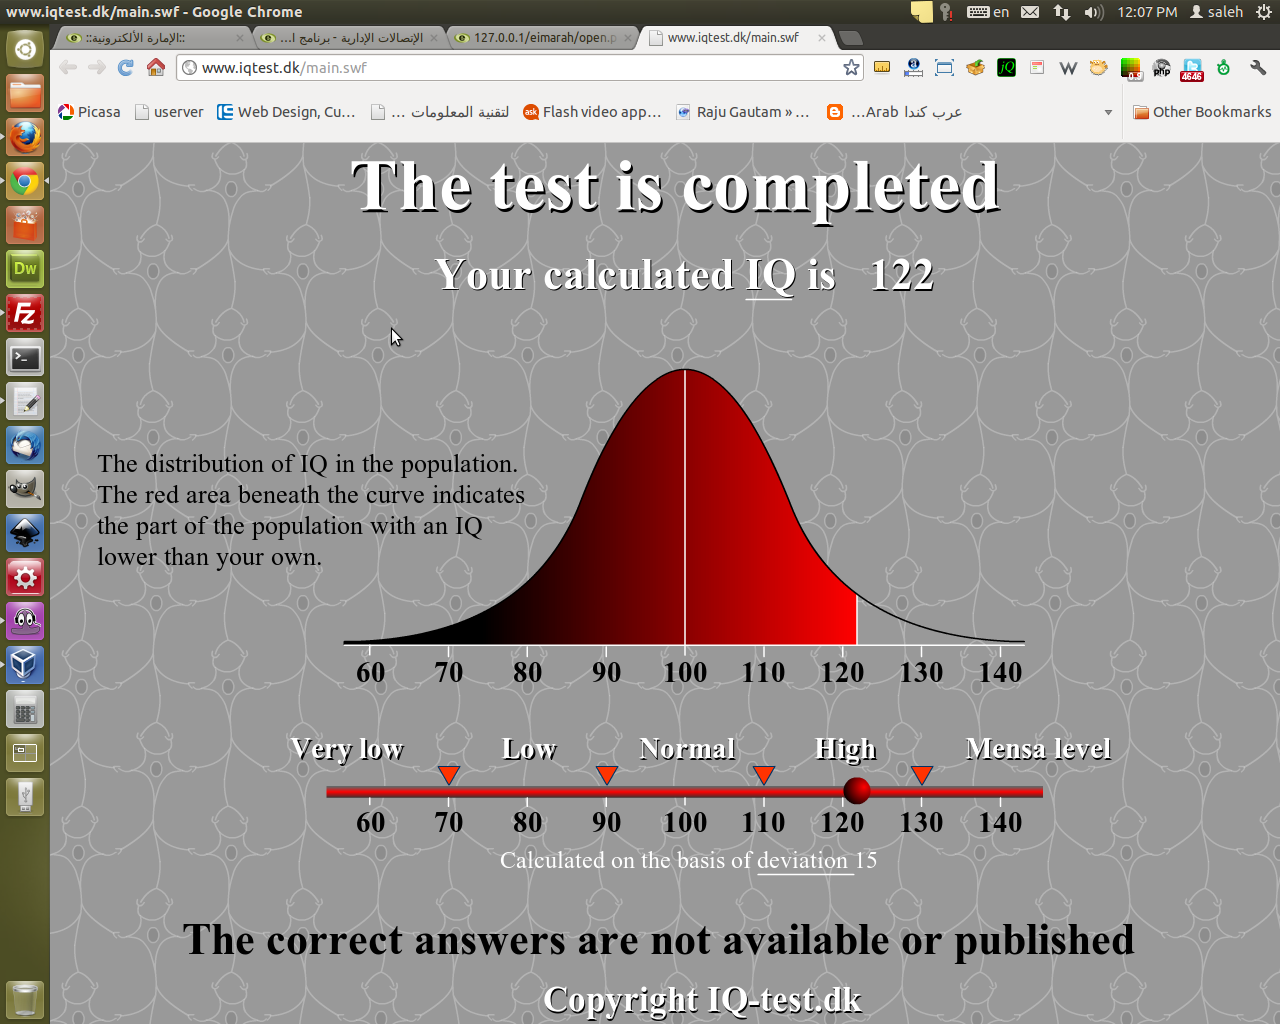 www.iqtest.dk/main.swf - Google Chrome
en
12:07 PM
saleh
::الإمارة الألكترونية::
الإتصالات الإدارية - برنامج ا...
127.0.0.1/eimarah/open.p
www.iqtest.dk/main.swf
www.iqtest.dk/main.swf
0.5
php
4646
Picasa
userver
Web Design, Cu...
لتقنية المعلومات ...
Flash video app...
Raju Gautam » ...
عرب كندا Arab...
Other Bookmarks
The test is completed
Your calculated IQ is 122
The distribution of IQ in the population.
The red area beneath the curve indicates
the part of the population with an IQ
lower than your own.
60 70 80 90 100 110 120 130 140
Very low Low Normal High Mensa level
60 70 80 90 100 110 120 130 140
Calculated on the basis of deviation 15
The correct answers are not available or published
Copyright IQ-test.dk
Dw
Fz